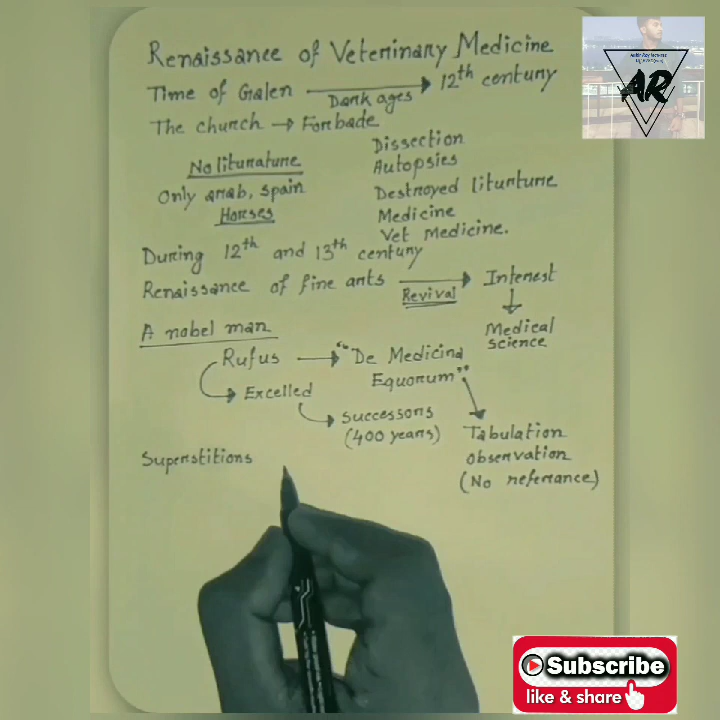 Renaissance of Veterinary Medicine
Time of Galen → 12th century
Dark ages
The church → Forbade
Dissection
No liturature
Autopsies
Only arab, spain
Destroyed liturture
Horses
Medicine
Vet Medicine.
During 12th and 13th century
Renaissance of fine arts → Interest
Revival
A nobel man
Medical
science
Rufus → "De Medicina
Equorum"
Excelled
Successors
(400 years)
Tabulation
observation
(No referrance)
Superstitions
AR
Subscribe
like & share